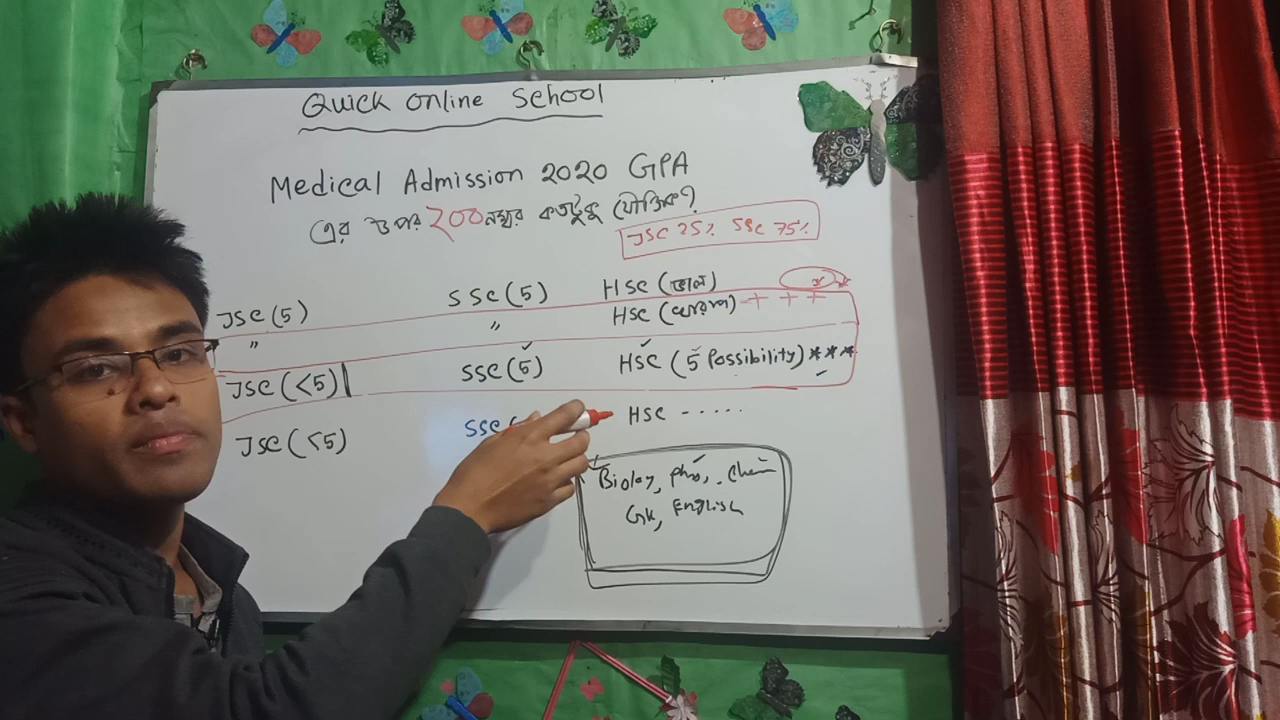 Quick Online School
Medical Admission 2020 GPA
এর উপর ২০০ নম্বর কতটুকু যৌক্তিক?
JSC 25% SSC 75%
JSC (5) SSC (5) HSC (ভাল)
" " HSC (খারাপ) + + +
JSC (<5) SSC (5) HSC (5 Possibility) ***
JSC (<5) SSC ( HSC ------
Biology, Phy, Chem
GK, English